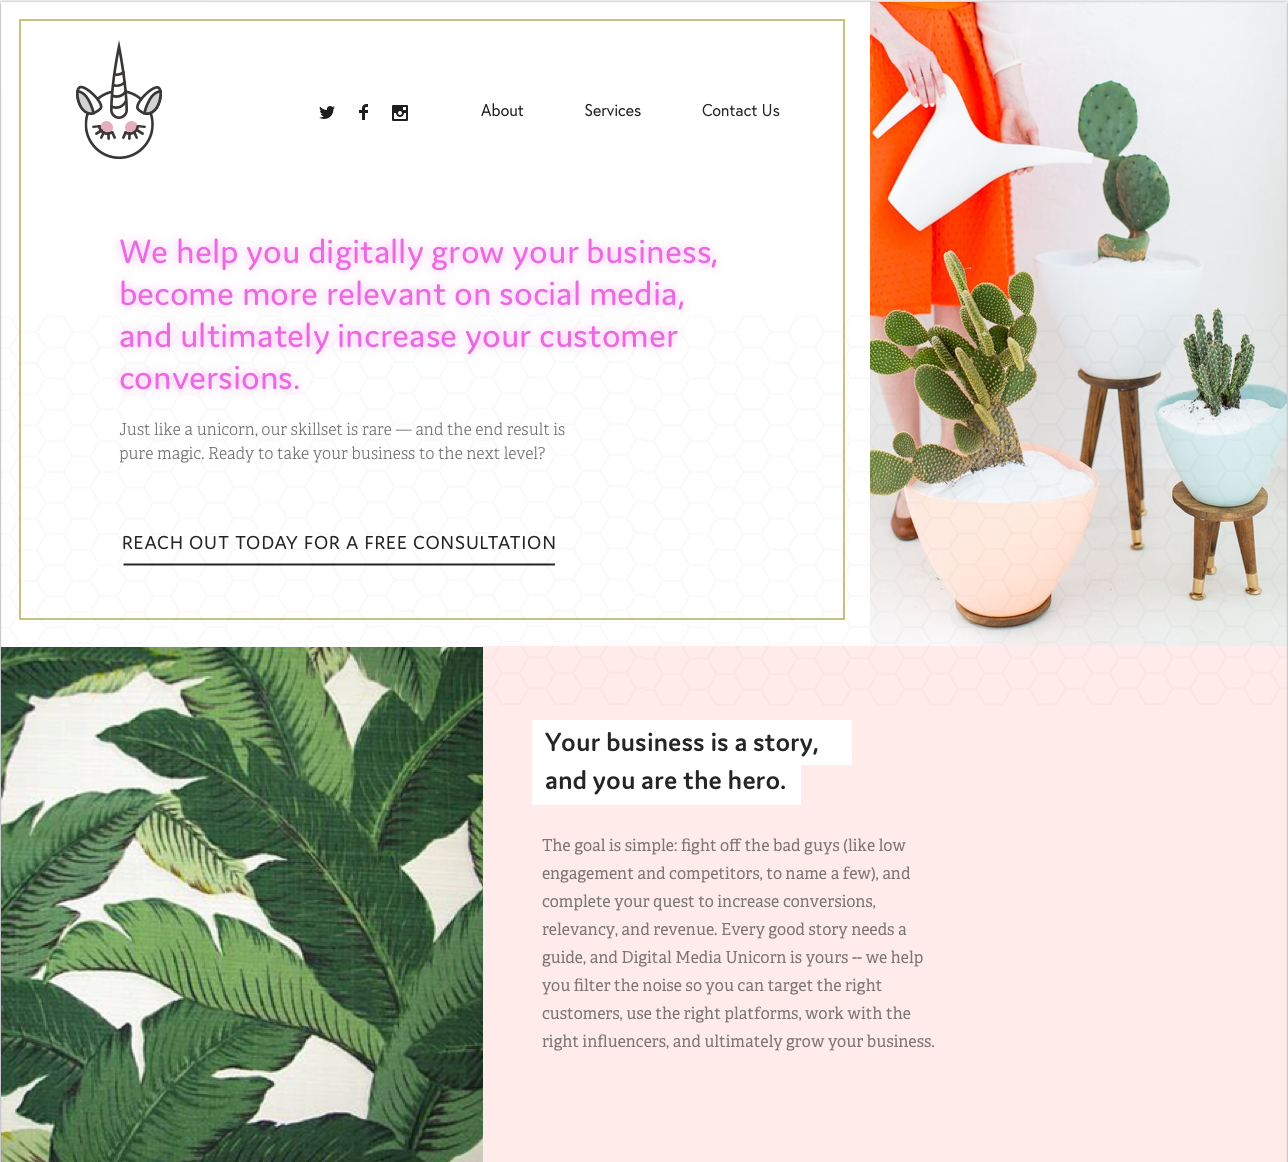 About Services Contact Us
We help you digitally grow your business,
become more relevant on social media,
and ultimately increase your customer
conversions.
Just like a unicorn, our skillset is rare — and the end result is
pure magic. Ready to take your business to the next level?
REACH OUT TODAY FOR A FREE CONSULTATION
Your business is a story,
and you are the hero.
The goal is simple: fight off the bad guys (like low
engagement and competitors, to name a few), and
complete your quest to increase conversions,
relevancy, and revenue. Every good story needs a
guide, and Digital Media Unicorn is yours -- we help
you filter the noise so you can target the right
customers, use the right platforms, work with the
right influencers, and ultimately grow your business.